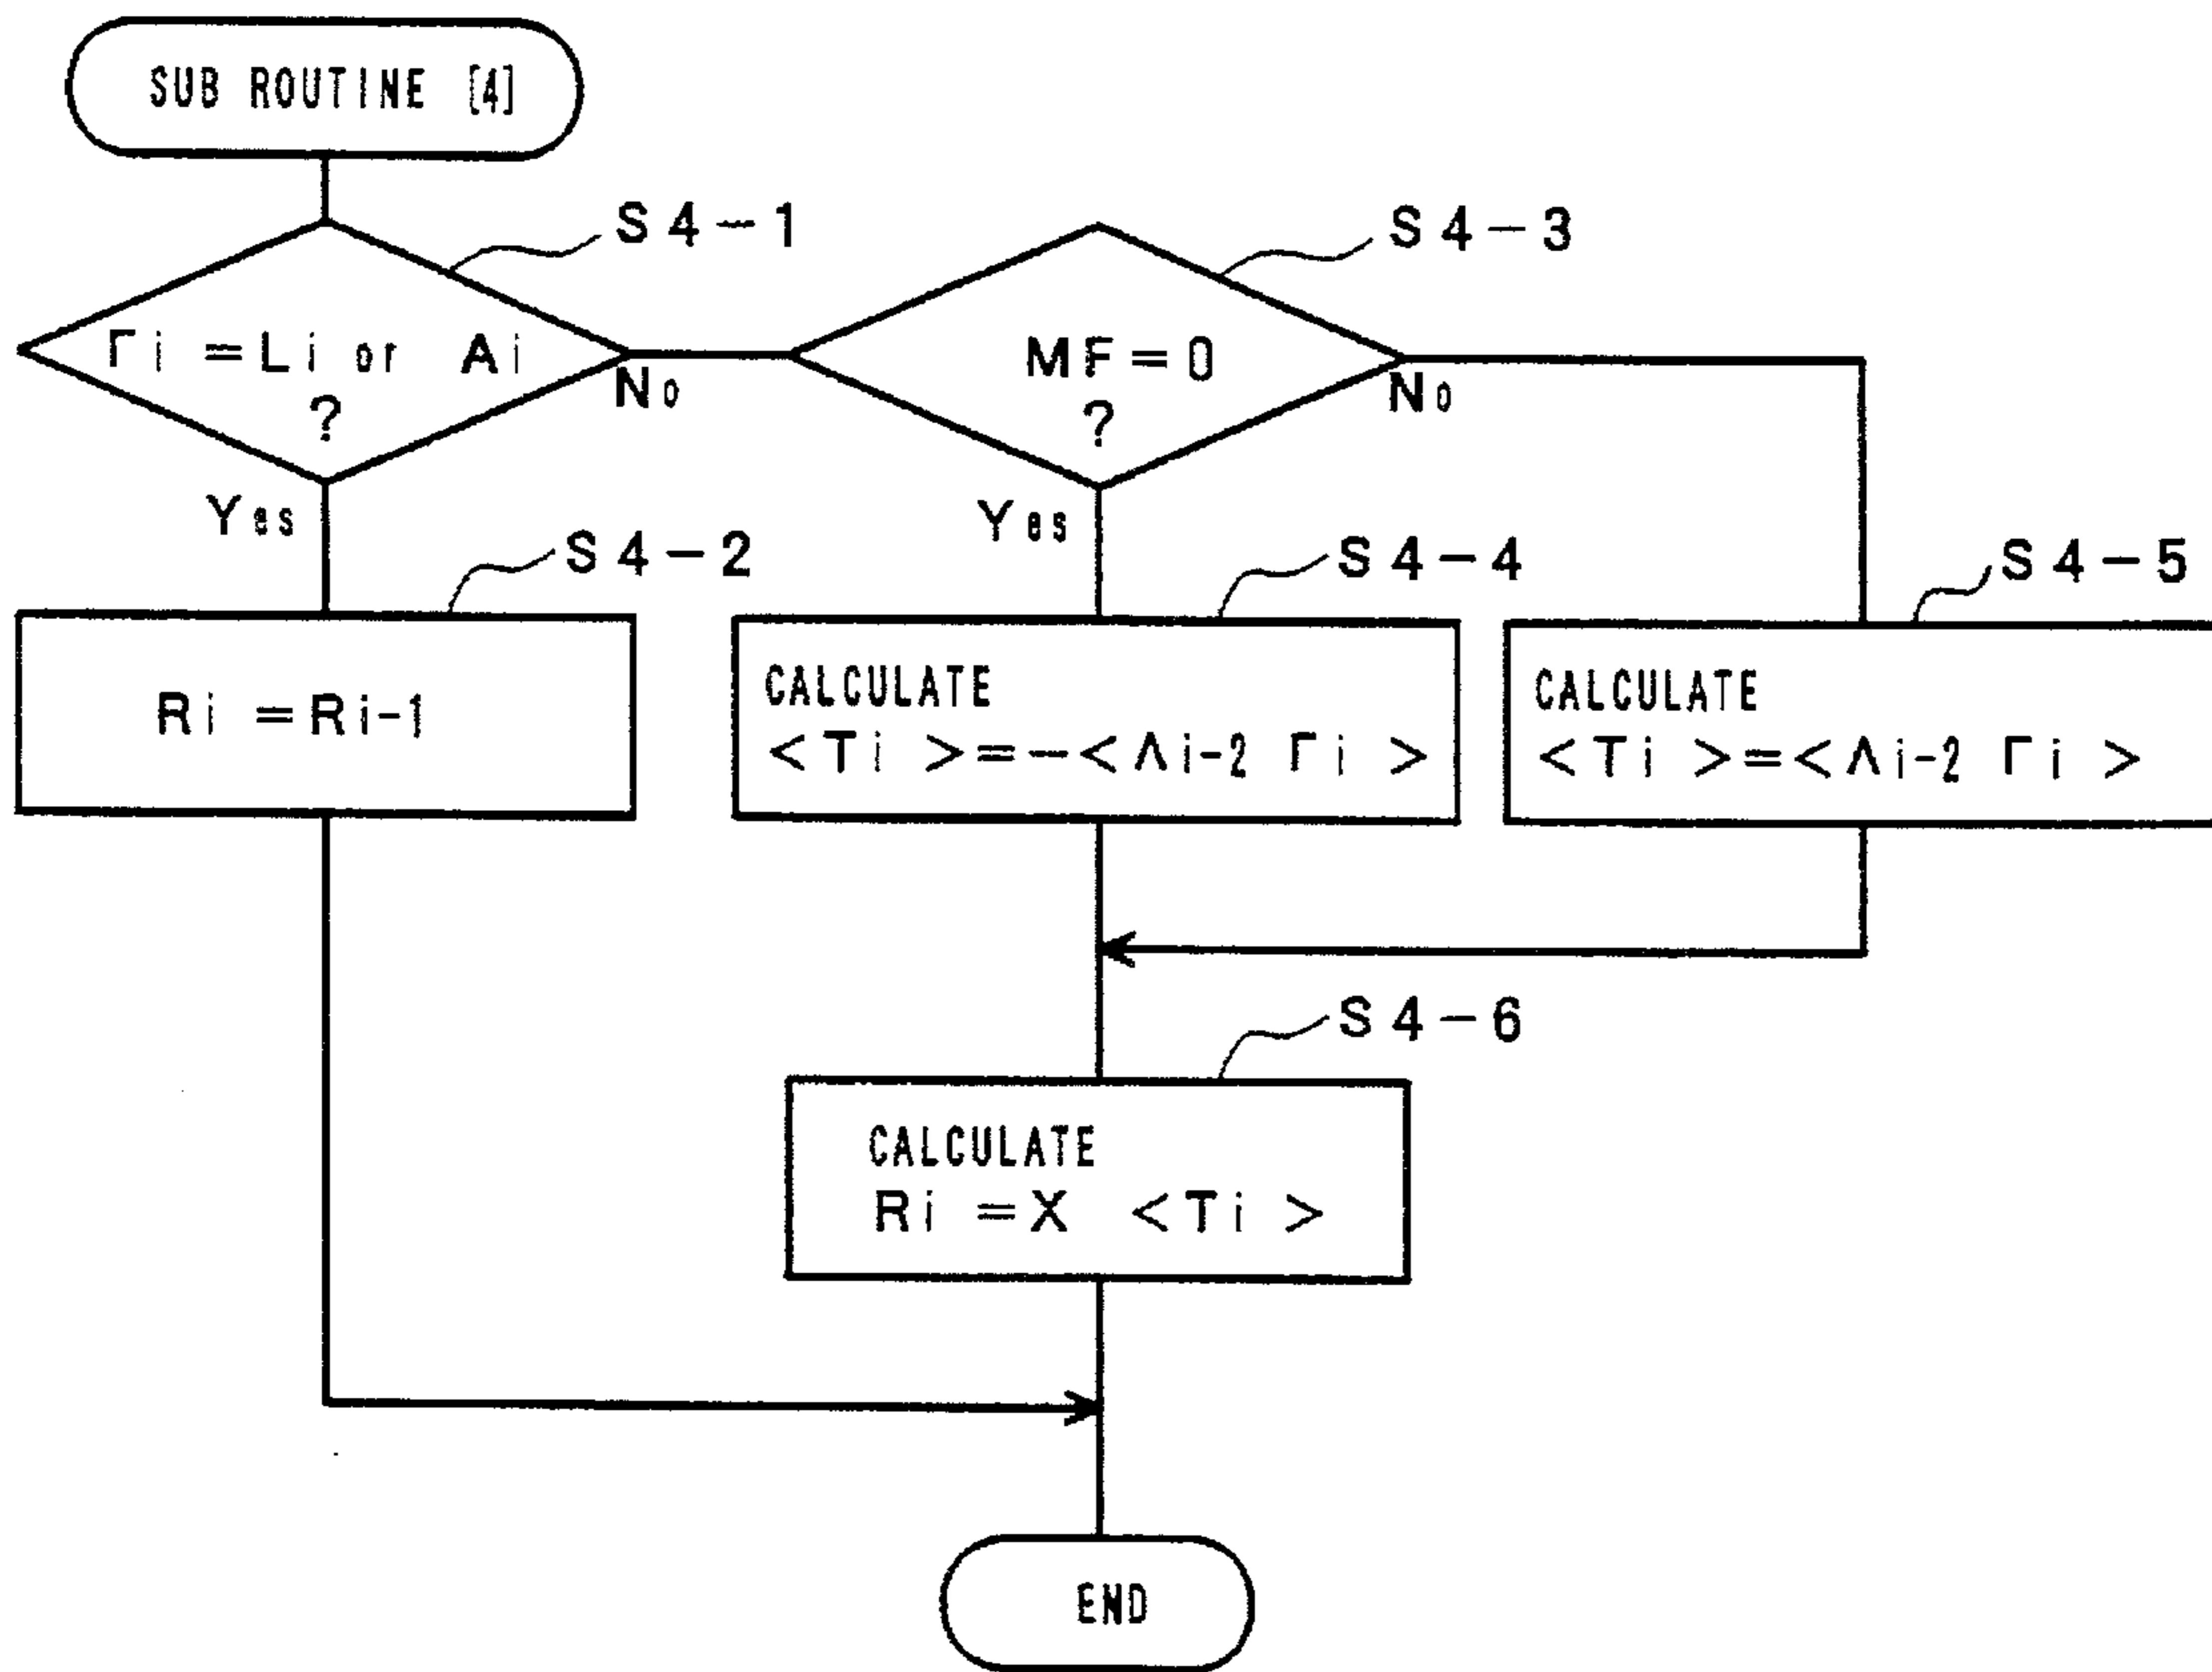 SUB ROUTINE [4]
S4-1
Γi =Li or Ai
?
No
Yes
S4-3
MF=0
?
No
Yes
S4-2
Ri =Ri-1
S4-4
CALCULATE
<Ti >=-<Λi-2 Γi >
S4-5
CALCULATE
<Ti >=<Λi-2 Γi >
S4-6
CALCULATE
Ri =X <Ti >
END